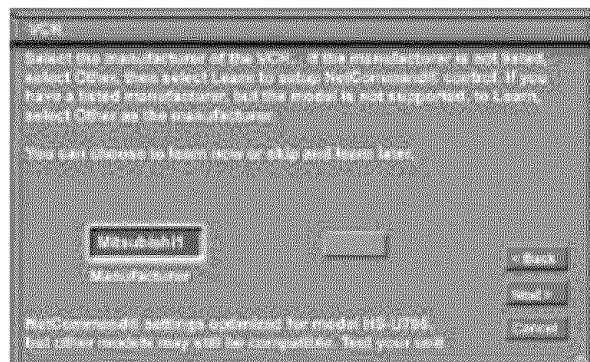 VCR
Select the manufacturer of the VCR. If the manufacturer is not listed,
select Other, then select Learn to setup NetCommand® control. If you
have a listed manufacturer, but the model is not supported, to Learn,
select Other as the manufacturer.
You can choose to learn now or skip and learn later.
Mitsubishi1
Manufacturer
< Back
Next >
NetCommand® settings optimized for model HS-U795,
Cancel
but other models may still be compatible. Test your unit.